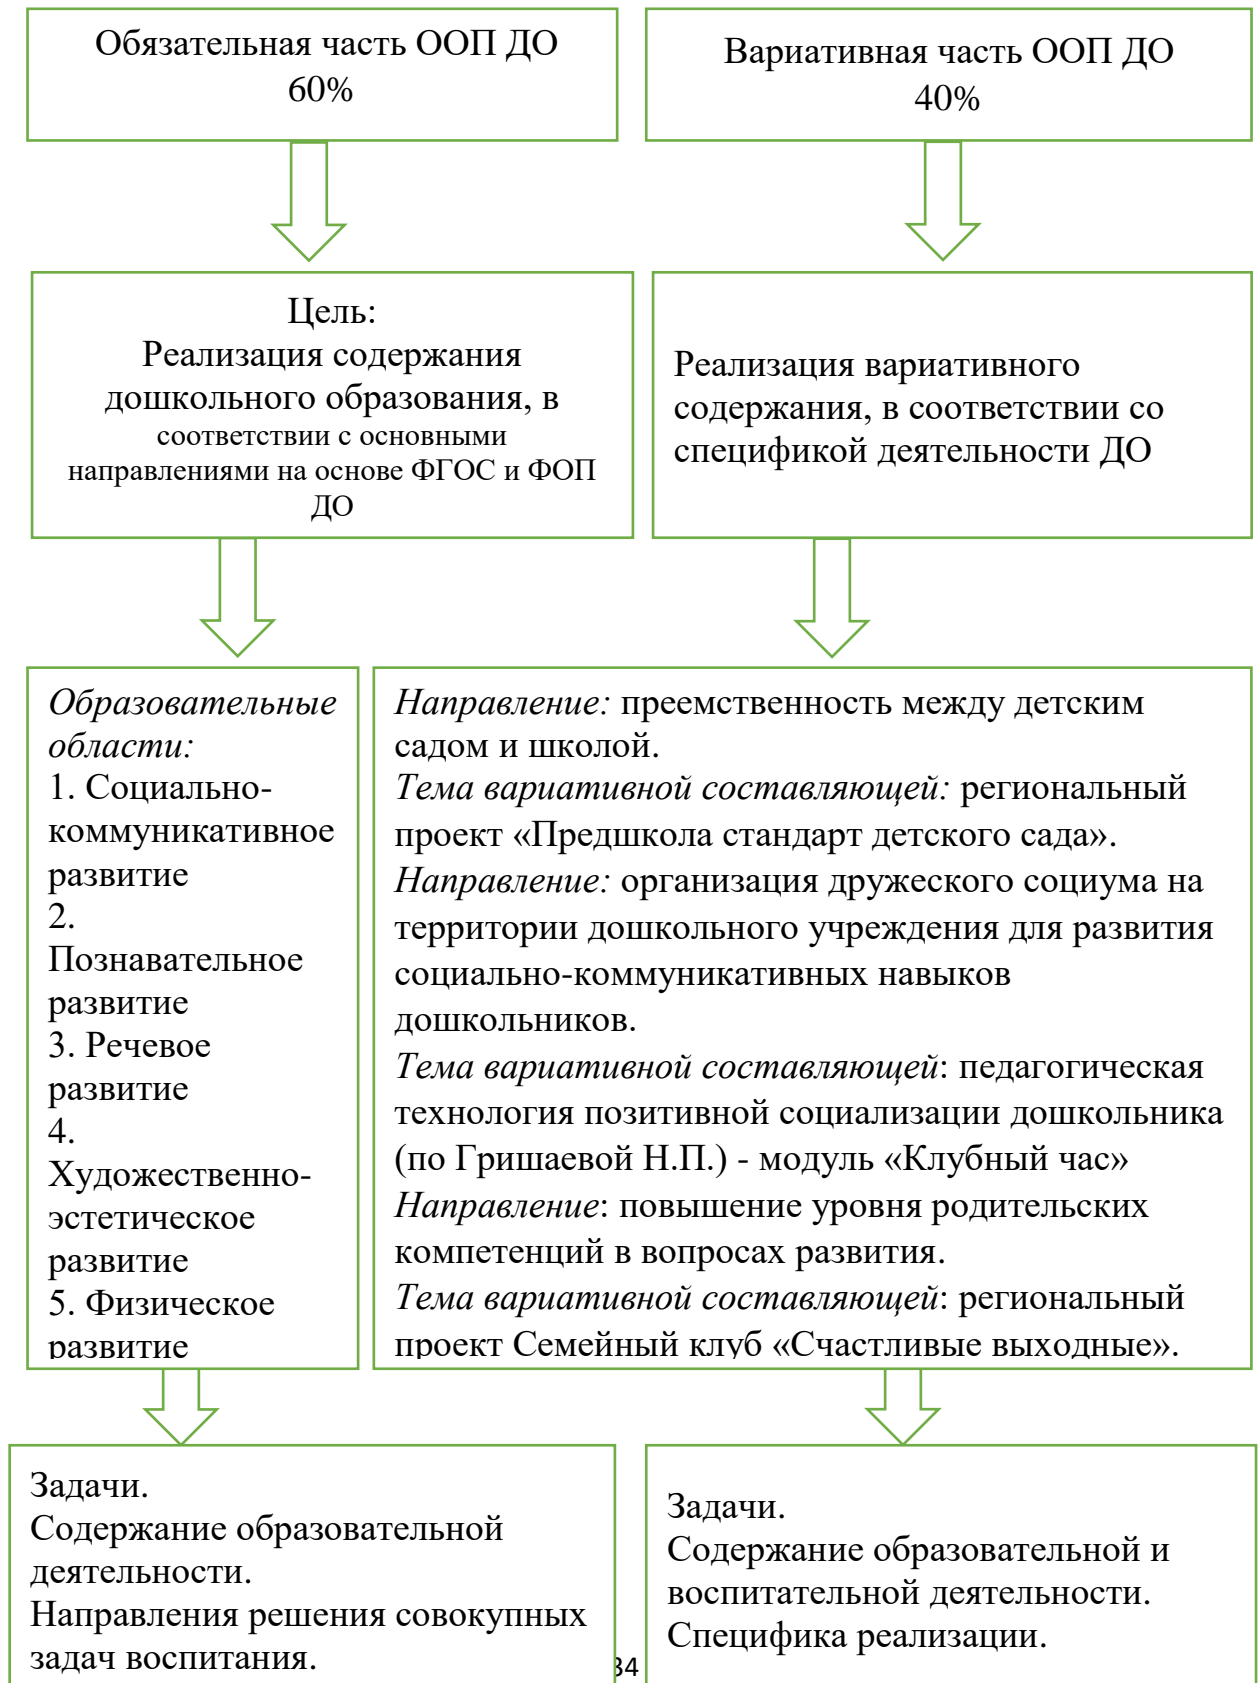 Обязательная часть ООП ДО
60%
Вариативная часть ООП ДО
40%
Цель:
Реализация содержания
дошкольного образования, в
соответствии с основными
направлениями на основе ФГОС и ФОП
ДО
Реализация вариативного
содержания, в соответствии со
спецификой деятельности ДО
Образовательные
области:
1. Социально-
коммуникативное
развитие
2.
Познавательное
развитие
3. Речевое
развитие
4.
Художественно-
эстетическое
развитие
5. Физическое
развитие
Направление: преемственность между детским
садом и школой.
Тема вариативной составляющей: региональный
проект «Предшкола стандарт детского сада».
Направление: организация дружеского социума на
территории дошкольного учреждения для развития
социально-коммуникативных навыков
дошкольников.
Тема вариативной составляющей: педагогическая
технология позитивной социализации дошкольника
(по Гришаевой Н.П.) - модуль «Клубный час»
Направление: повышение уровня родительских
компетенций в вопросах развития.
Тема вариативной составляющей: региональный
проект Семейный клуб «Счастливые выходные».
Задачи.
Содержание образовательной
деятельности.
Направления решения совокупных
задач воспитания.
Задачи.
Содержание образовательной и
воспитательной деятельности.
Специфика реализации.
34